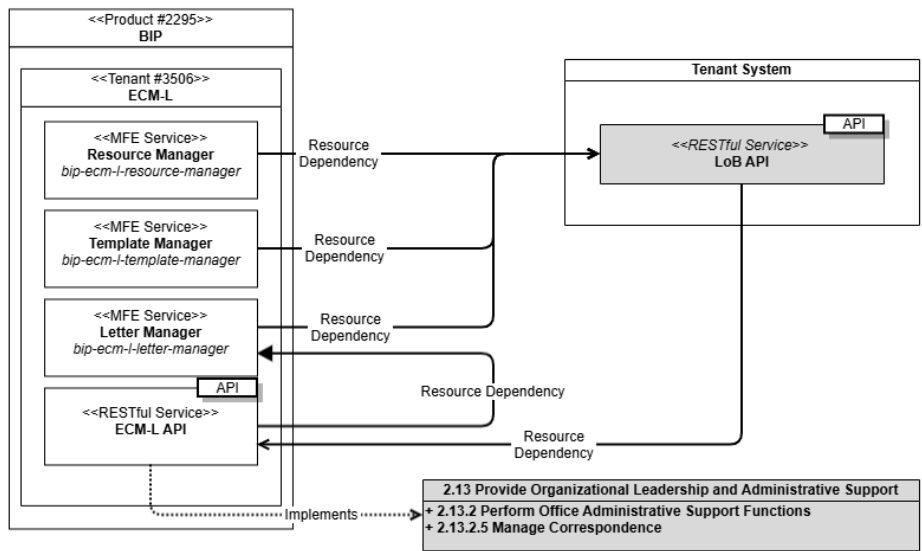 <<Product #2295>>
BIP
<<Tenant #3506>>
ECM-L
<<MFE Service>>
Resource Manager
bip-ecm-l-resource-manager
<<MFE Service>>
Template Manager
bip-ecm-l-template-manager
<<MFE Service>>
Letter Manager
bip-ecm-l-letter-manager
API
<<RESTful Service>>
ECM-L API
Resource
Dependency
Resource
Dependency
Resource
Dependency
Resource Dependency
Resource
Dependency
Tenant System
API
<<RESTful Service>>
LoB API
Implements
2.13 Provide Organizational Leadership and Administrative Support
+ 2.13.2 Perform Office Administrative Support Functions
+ 2.13.2.5 Manage Correspondence